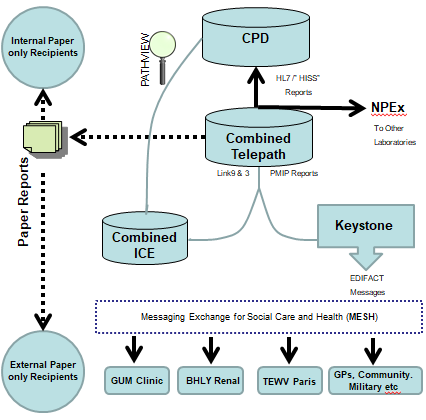 Internal Paper
only Recipients
PATHVIEW
CPD
HL7 /" HISS"
Reports
NPEx
To Other
Laboratories
Combined
Telepath
Link9 & 3
PMIP Reports
Paper Reports
Combined
ICE
Keystone
EDIFACT
Messages
Messaging Exchange for Social Care and Health (MESH)
External Paper
only Recipients
GUM Clinic
BHLY Renal
TEWV Paris
GPs, Community.
Military etc